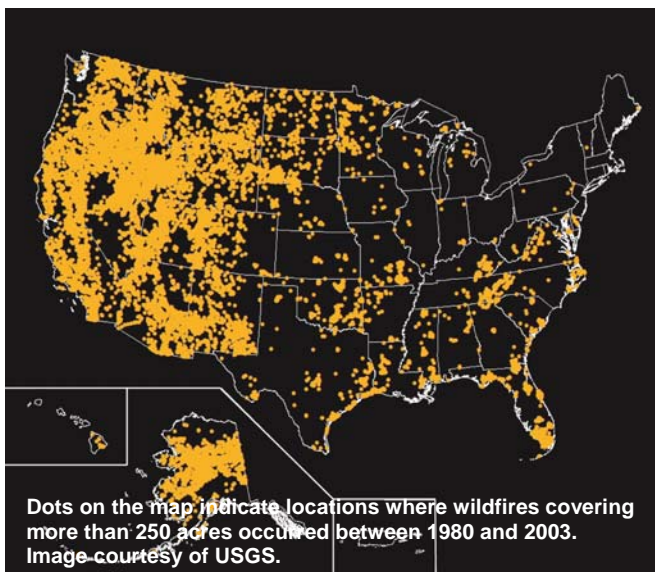 Dots on the map indicate locations where wildfires covering
more than 250 acres occurred between 1980 and 2003.
Image courtesy of USGS.